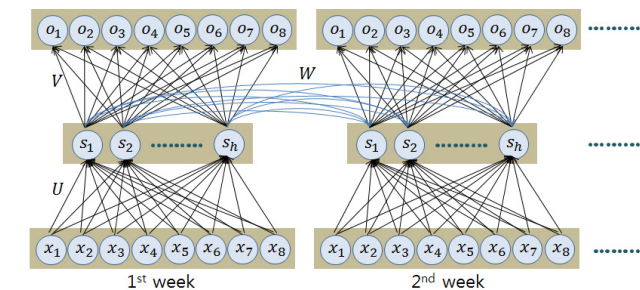 o1 o2 o3 o4 o5 o6 o7 o8 o1 o2 o3 o4 o5 o6 o7 o8
V W
s1 s2 sh s1 s2 sh
U
x1 x2 x3 x4 x5 x6 x7 x8 x1 x2 x3 x4 x5 x6 x7 x8
1st week 2nd week